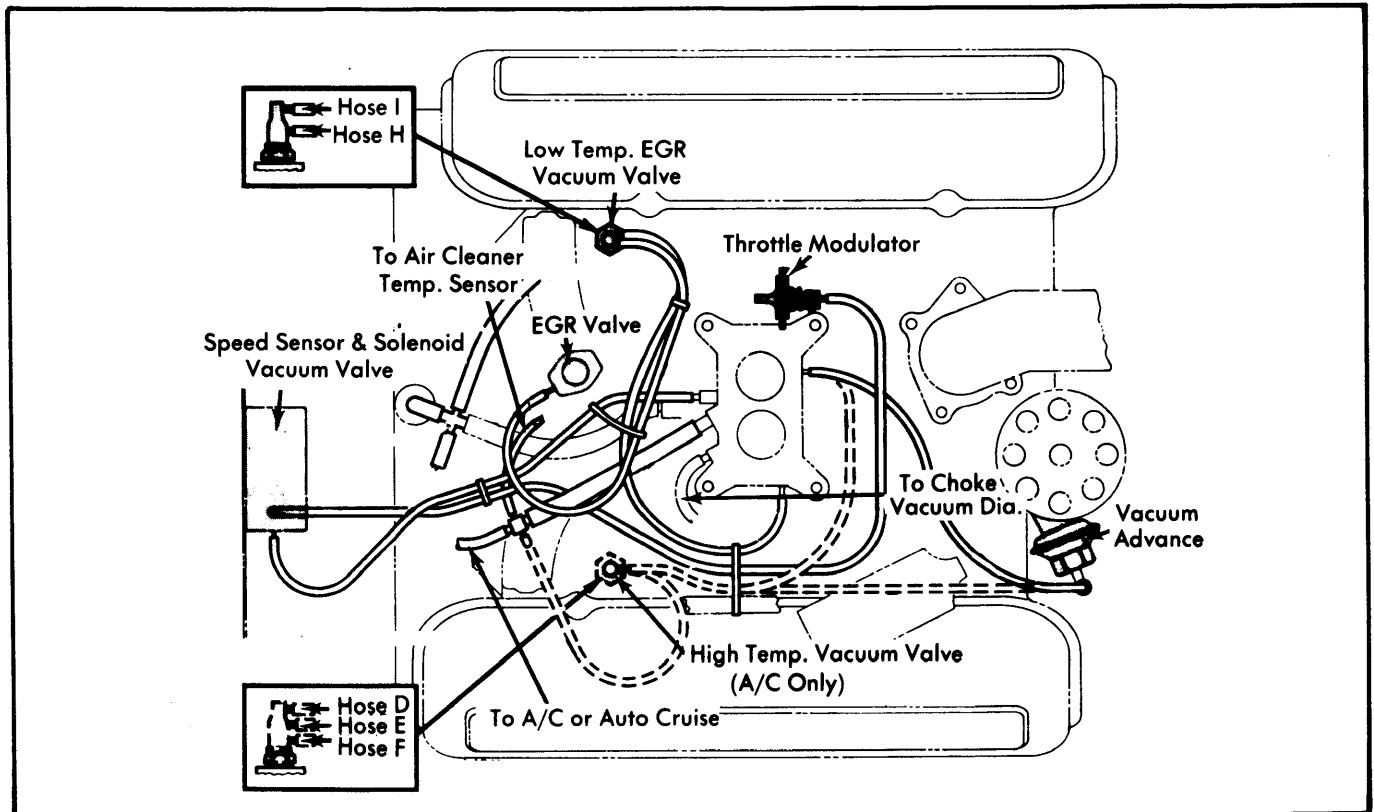 Hose I
Hose H
Low Temp. EGR
Vacuum Valve
Throttle Modulator
To Air Cleaner
Temp. Sensor
EGR Valve
Speed Sensor & Solenoid
Vacuum Valve
To Choke
Vacuum Dia.
Vacuum
Advance
High Temp. Vacuum Valve
(A/C Only)
To A/C or Auto Cruise
Hose D
Hose E
Hose F